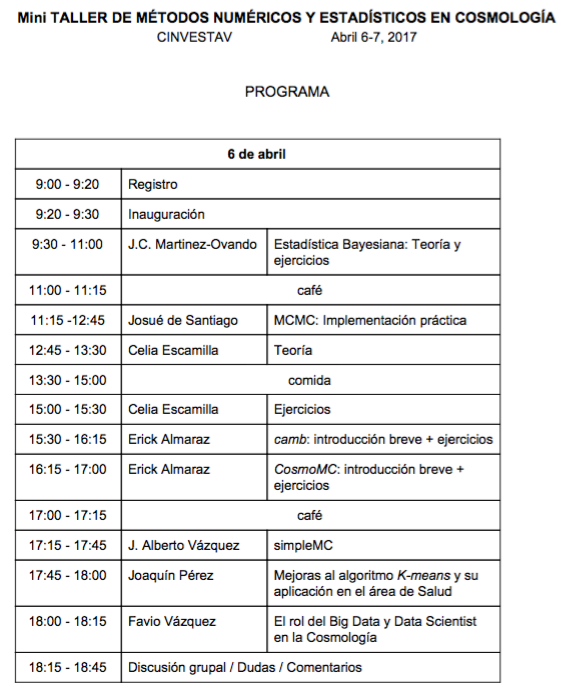 Mini TALLER DE MÉTODOS NUMÉRICOS Y ESTADÍSTICOS EN COSMOLOGÍA
CINVESTAV Abril 6-7, 2017
PROGRAMA
6 de abril
9:00 - 9:20 Registro
9:20 - 9:30 Inauguración
9:30 - 11:00 J.C. Martinez-Ovando Estadística Bayesiana: Teoría y
ejercicios
11:00 - 11:15 café
11:15 -12:45 Josué de Santiago MCMC: Implementación práctica
12:45 - 13:30 Celia Escamilla Teoría
13:30 - 15:00 comida
15:00 - 15:30 Celia Escamilla Ejercicios
15:30 - 16:15 Erick Almaraz camb: introducción breve + ejercicios
16:15 - 17:00 Erick Almaraz CosmoMC: introducción breve +
ejercicios
17:00 - 17:15 café
17:15 - 17:45 J. Alberto Vázquez simpleMC
17:45 - 18:00 Joaquín Pérez Mejoras al algoritmo K-means y su
aplicación en el área de Salud
18:00 - 18:15 Favio Vázquez El rol del Big Data y Data Scientist
en la Cosmología
18:15 - 18:45 Discusión grupal / Dudas / Comentarios